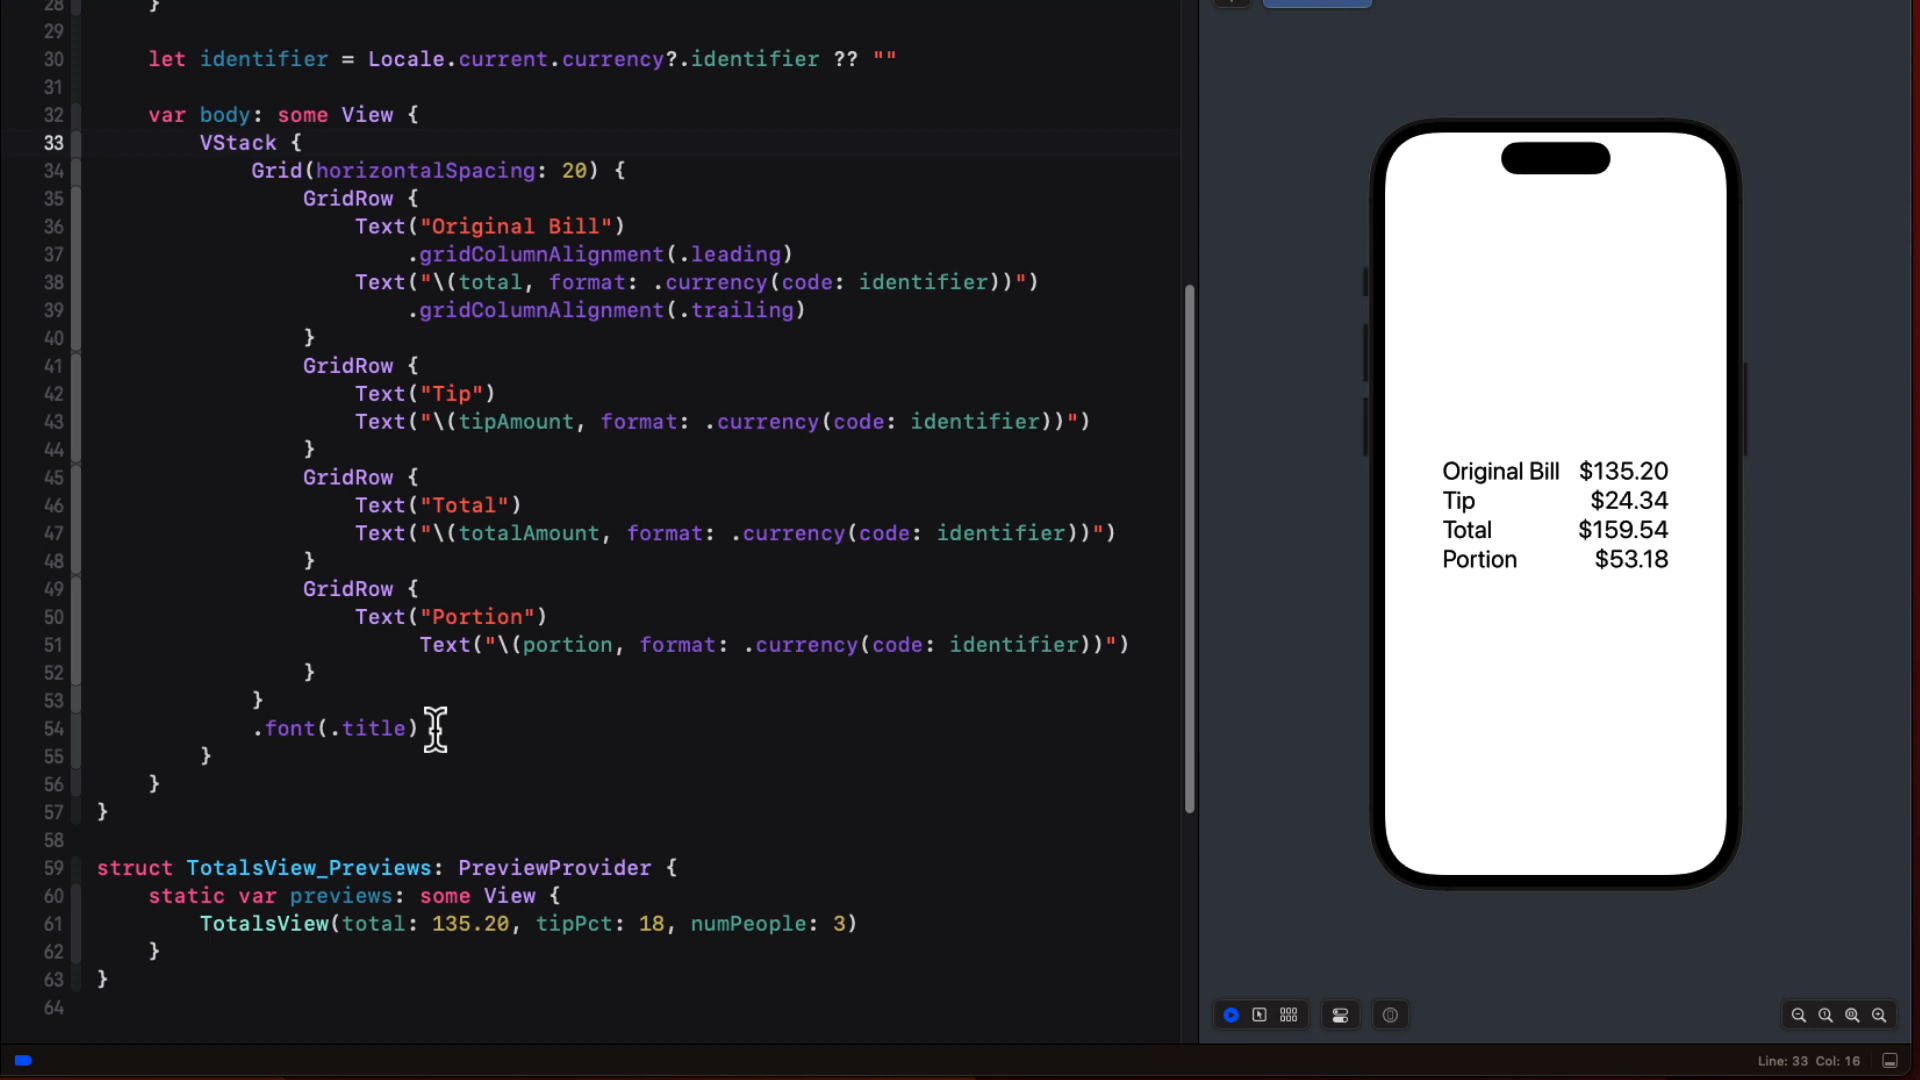 28 }
29
30 let identifier = Locale.current.currency?.identifier ?? ""
31
32 var body: some View {
33 VStack {
34 Grid(horizontalSpacing: 20) {
35 GridRow {
36 Text("Original Bill")
37 .gridColumnAlignment(.leading)
38 Text("\(total, format: .currency(code: identifier))")
39 .gridColumnAlignment(.trailing)
40 }
41 GridRow {
42 Text("Tip")
43 Text("\(tipAmount, format: .currency(code: identifier))")
44 }
45 GridRow {
46 Text("Total")
47 Text("\(totalAmount, format: .currency(code: identifier))")
48 }
49 GridRow {
50 Text("Portion")
51 Text("\(portion, format: .currency(code: identifier))")
52 }
53 }
54 .font(.title)
55 }
56 }
57 }
58
59 struct TotalsView_Previews: PreviewProvider {
60 static var previews: some View {
61 TotalsView(total: 135.20, tipPct: 18, numPeople: 3)
62 }
63 }
64
Original Bill $135.20
Tip $24.34
Total $159.54
Portion $53.18
Line: 33 Col: 16